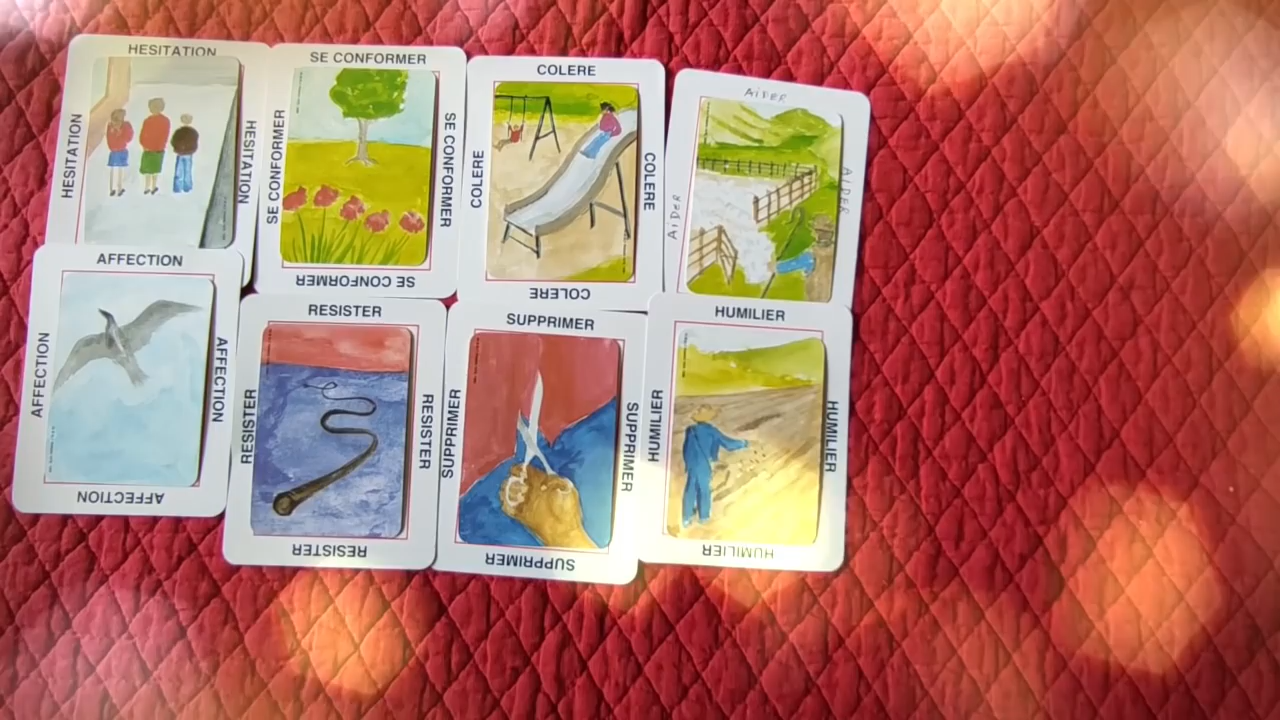 HESITATION
HESITATION
HESITATION
SE CONFORMER
SE CONFORMER
SE CONFORMER
SE CONFORMER
COLERE
COLERE
COLERE
COLERE
AiDER
AiDER
AiDER
AFFECTION
AFFECTION
AFFECTION
AFFECTION
RESISTER
RESISTER
RESISTER
RESISTER
SUPPRIMER
SUPPRIMER
SUPPRIMER
SUPPRIMER
HUMILIER
HUMILIER
HUMILIER
HUMILIER